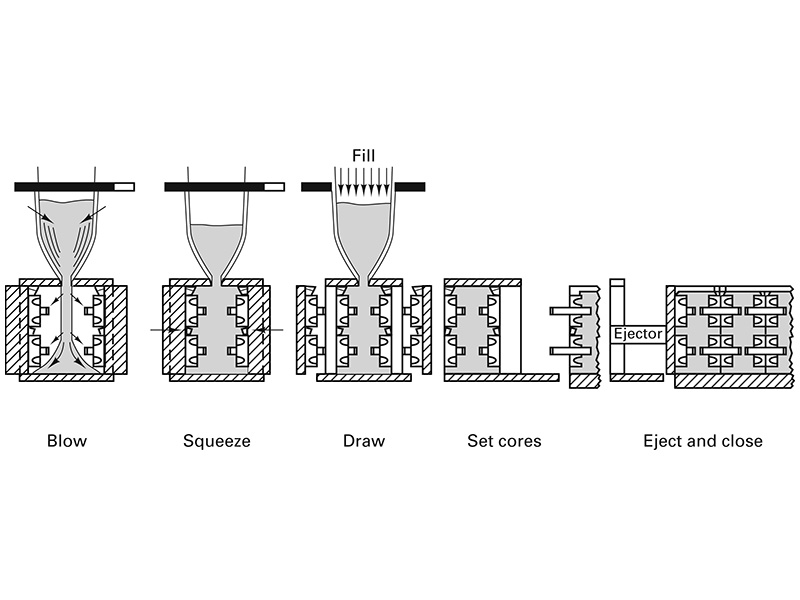 Fill
Ejector
Blow
Squeeze
Draw
Set cores
Eject and close